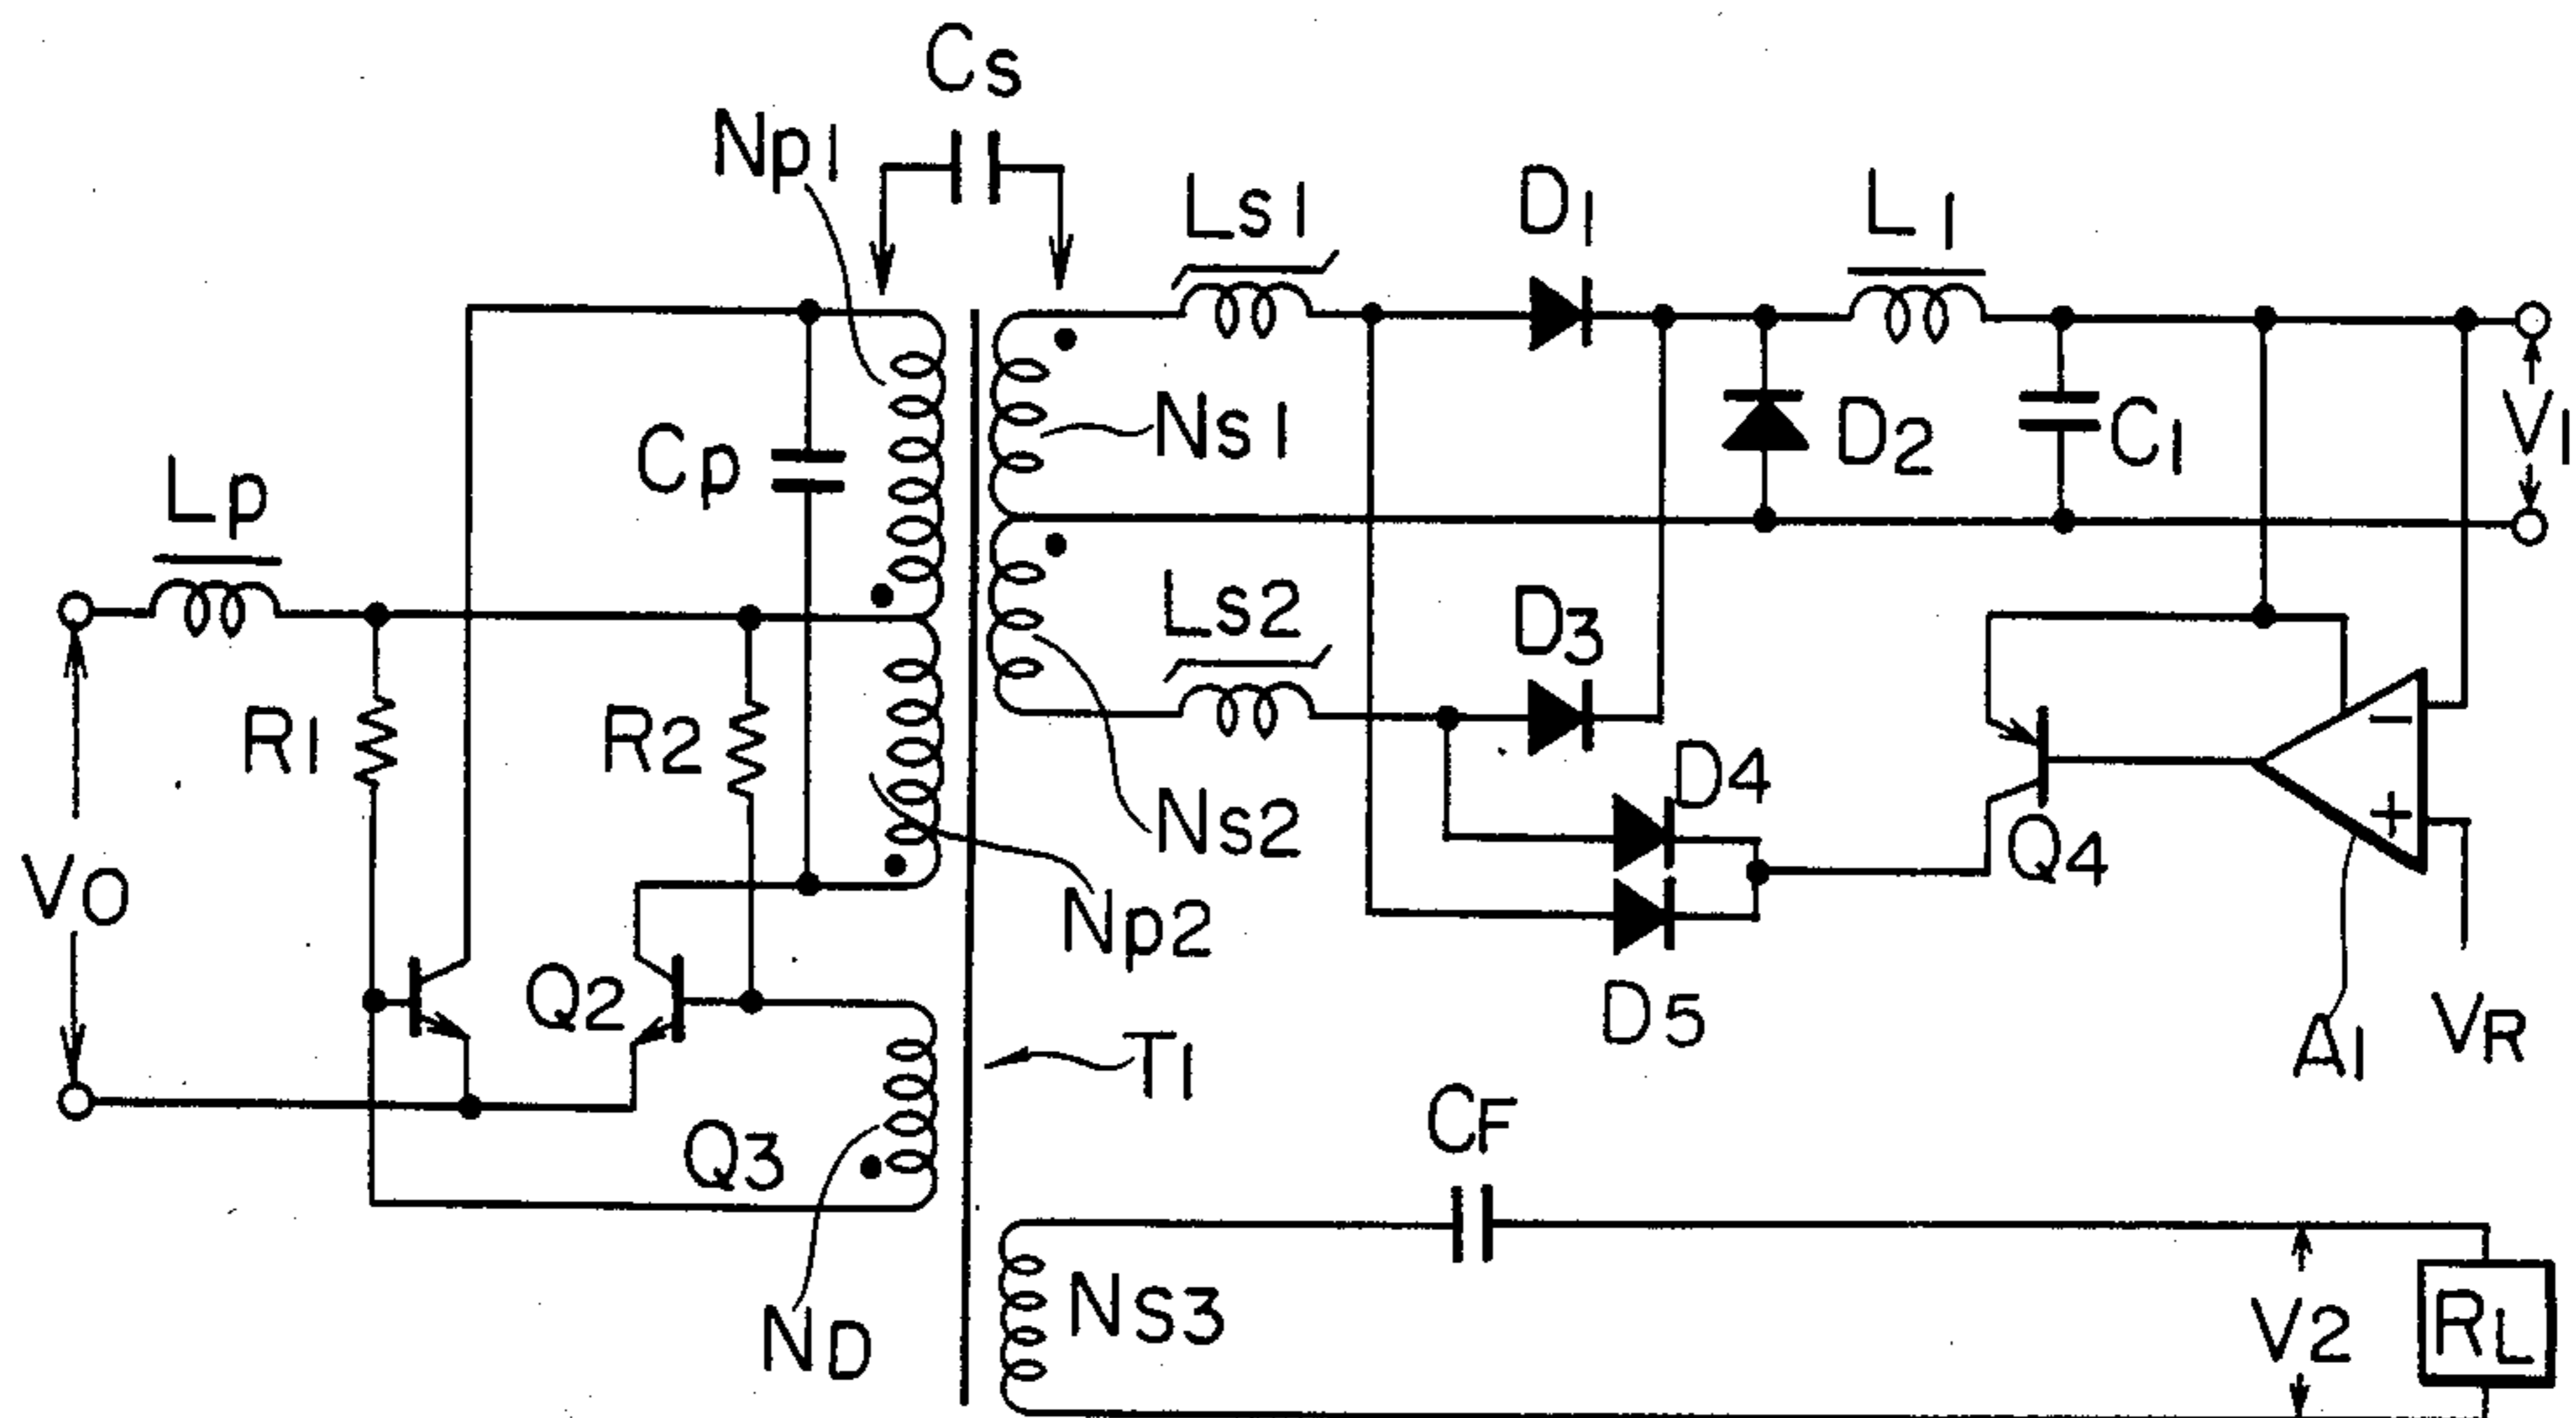 Cs
Np1
Ls1
D1
L1
Ns1
D2
C1
V1
Cp
Lp
Ls2
D3
R1
R2
D4
Ns2
Q4
−
+
Vo
Np2
Q2
D5
T1
A1
VR
Q3
CF
ND
NS3
V2
RL